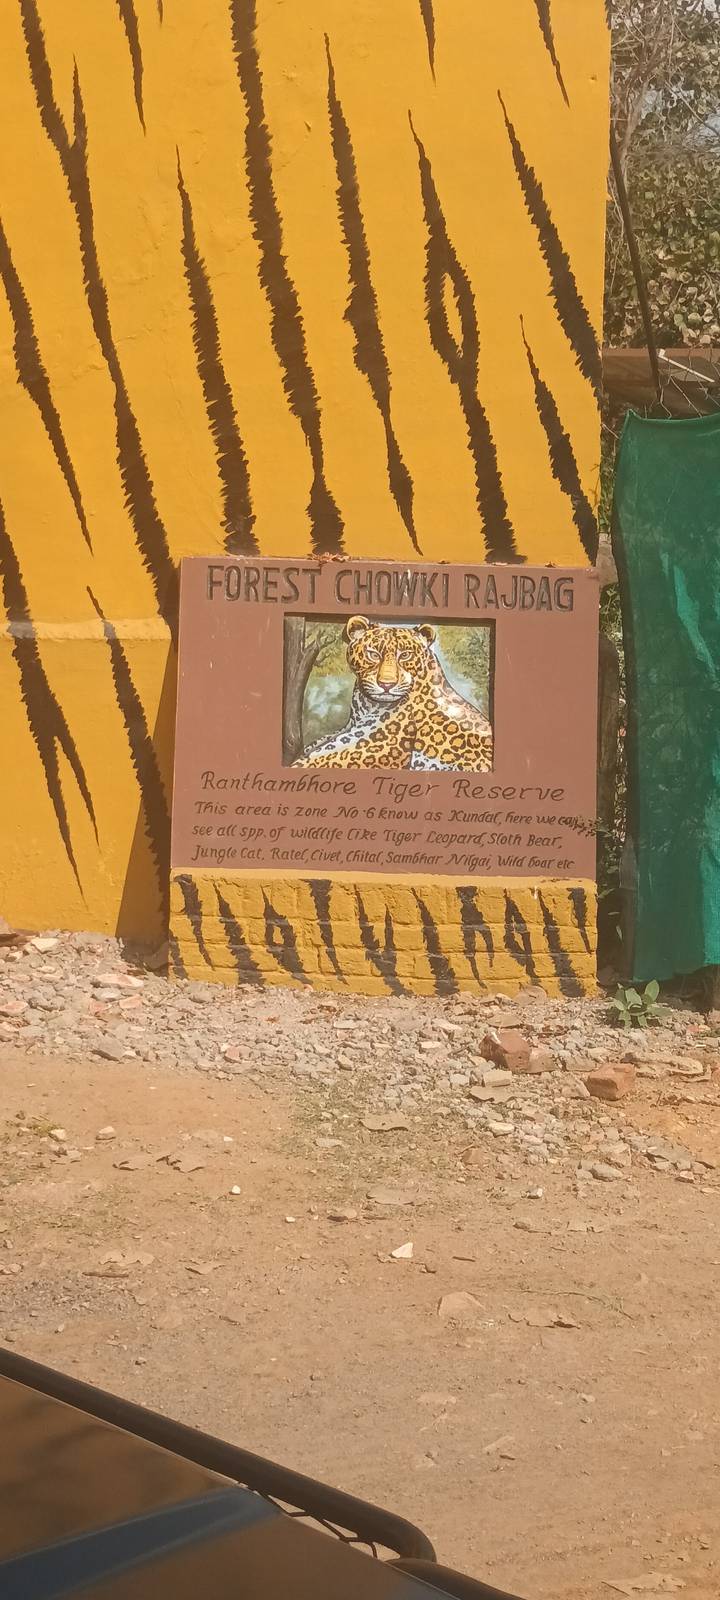 FOREST CHOWKI RAJBAG
Ranthambhore Tiger Reserve
This area is zone No·6 know as Kundal, here we can
see all spp. of wildlife Like Tiger Leopard, Sloth Bear,
Jungle Cat, Ratel, Civet, Chital, Sambhar Nilgai, Wild boar etc